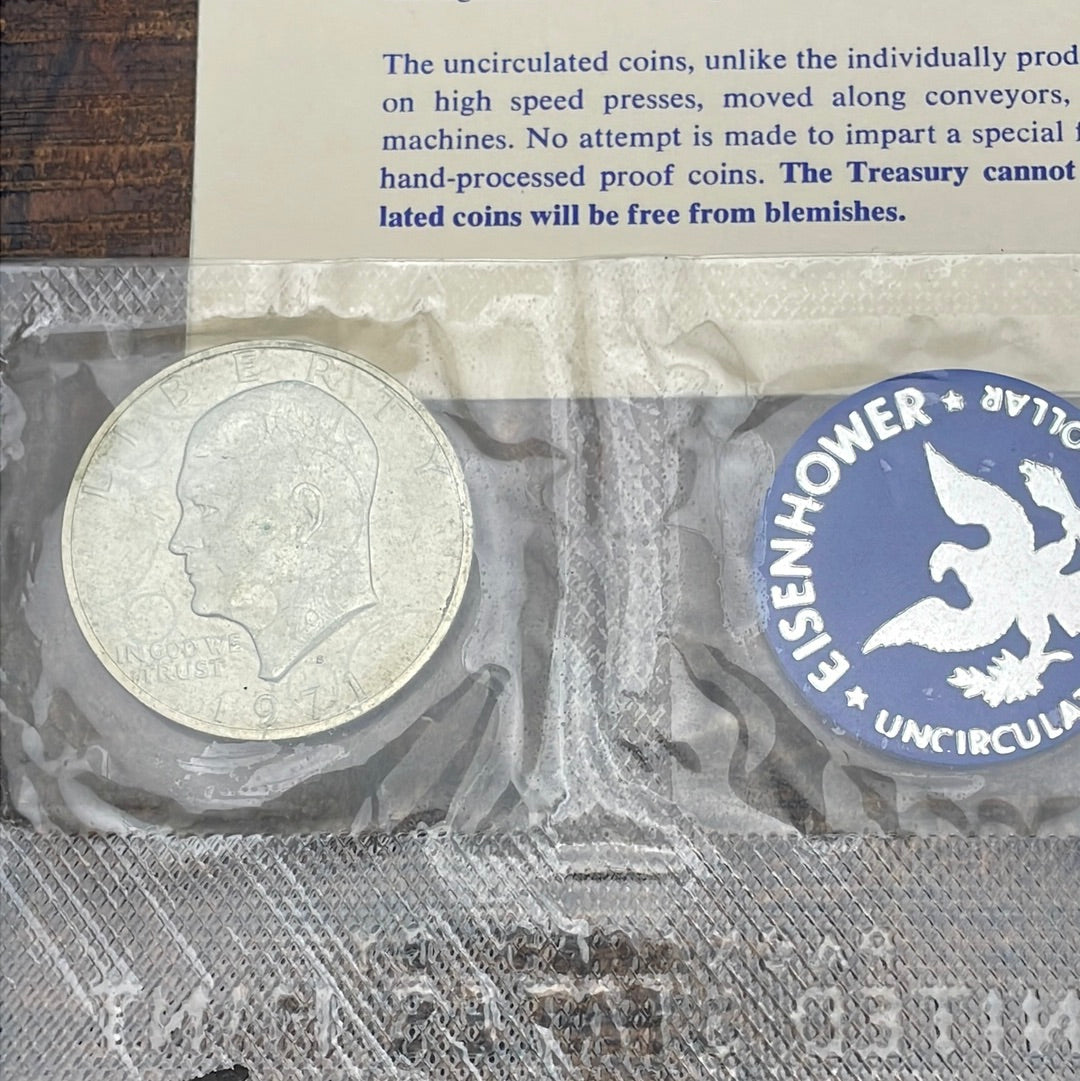 The uncirculated coins, unlike the individually prod
on high speed presses, moved along conveyors,
machines. No attempt is made to impart a special f
hand-processed proof coins. The Treasury cannot
lated coins will be free from blemishes.
LIBERTY
IN GOD WE
TRUST
S
1971
EISENHOWER ★ DOLLAR
★ UNCIRCULAT